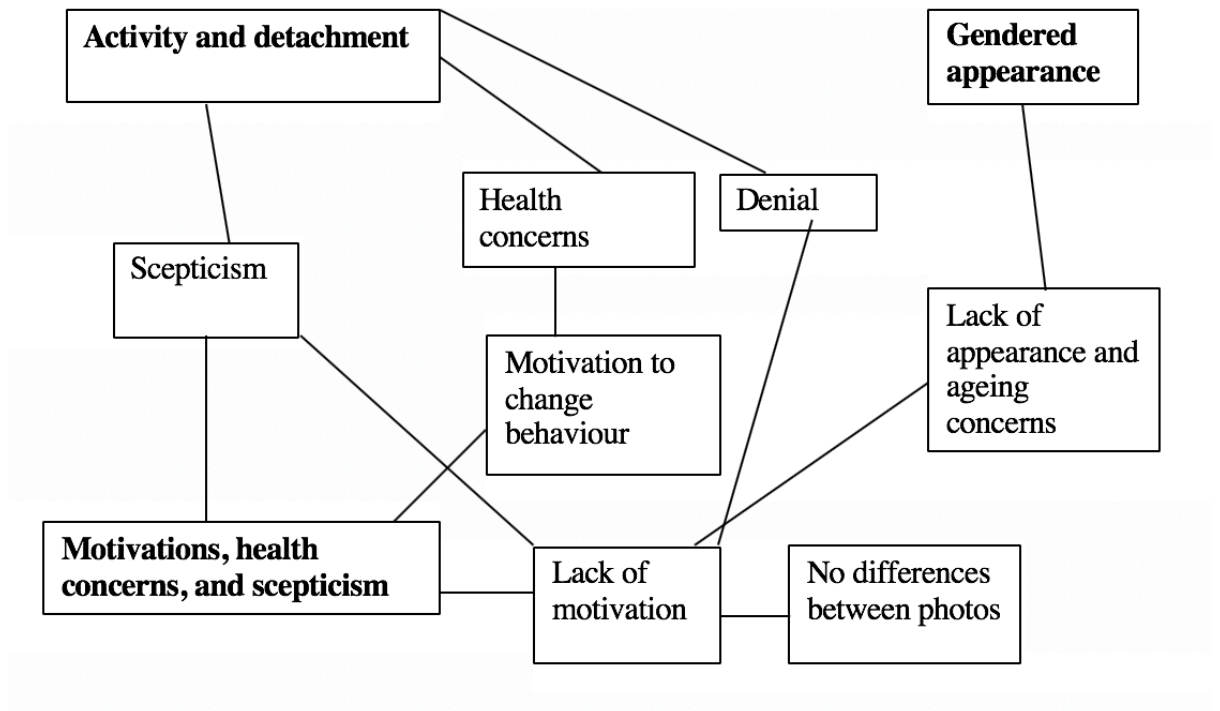 Activity and detachment
Gendered
appearance
Health
concerns
Denial
Scepticism
Lack of
appearance and
ageing
concerns
Motivation to
change
behaviour
Motivations, health
concerns, and scepticism
Lack of
motivation
No differences
between photos